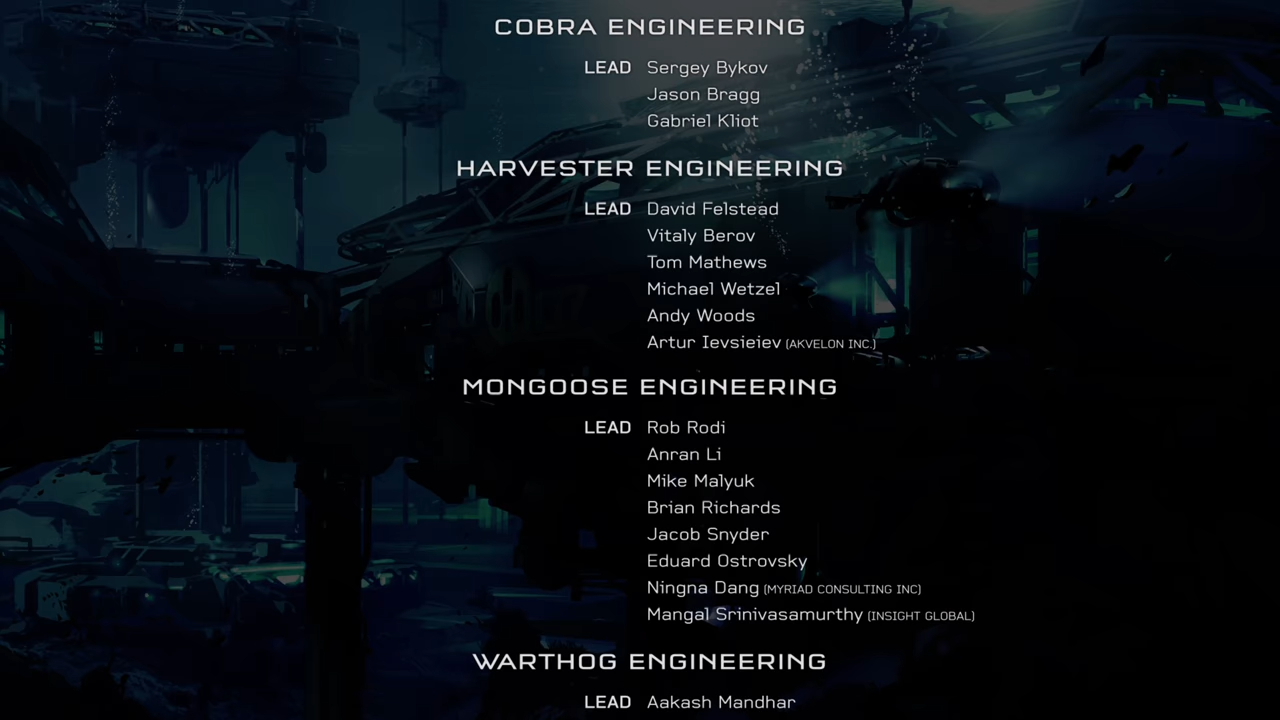 COBRA ENGINEERING
LEAD Sergey Bykov
Jason Bragg
Gabriel Kliot
HARVESTER ENGINEERING
LEAD David Felstead
Vitaly Berov
Tom Mathews
Michael Wetzel
Andy Woods
Artur Ievsieiev (AKVELON INC.)
MONGOOSE ENGINEERING
LEAD Rob Rodi
Anran Li
Mike Malyuk
Brian Richards
Jacob Snyder
Eduard Ostrovsky
Ningna Dang (MYRIAD CONSULTING INC)
Mangal Srinivasamurthy (INSIGHT GLOBAL)
WARTHOG ENGINEERING
LEAD Aakash Mandhar